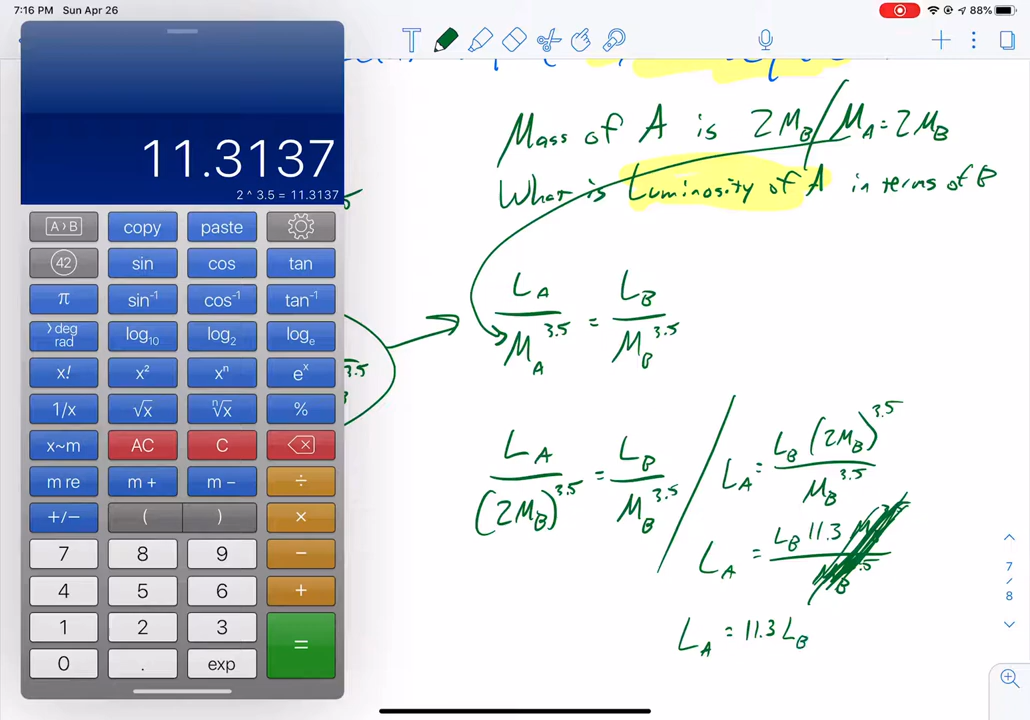 7:16 PM Sun Apr 26
88%
T
11.3137
2 ^ 3.5 = 11.3137
A>B copy paste
42 sin cos tan
π sin⁻¹ cos⁻¹ tan⁻¹
>deg rad log₁₀ log₂ logₑ
x! x² xⁿ eˣ
1/x √x ⁿ√x %
x~m AC C
m re m + m − ÷
+/− ( ) ×
7 8 9 −
4 5 6 +
1 2 3 =
0 . exp
Mass of A is 2M_B / M_A = 2M_B
What is Luminosity of A in terms of B
L_A / M_A^3.5 = L_B / M_B^3.5
3.5
L_A / (2M_B)^3.5 = L_B / M_B^3.5
L_A = L_B (2M_B)^3.5 / M_B^3.5
L_A = L_B 11.3 / M_B^3.5
L_A = 11.3 L_B
7
8